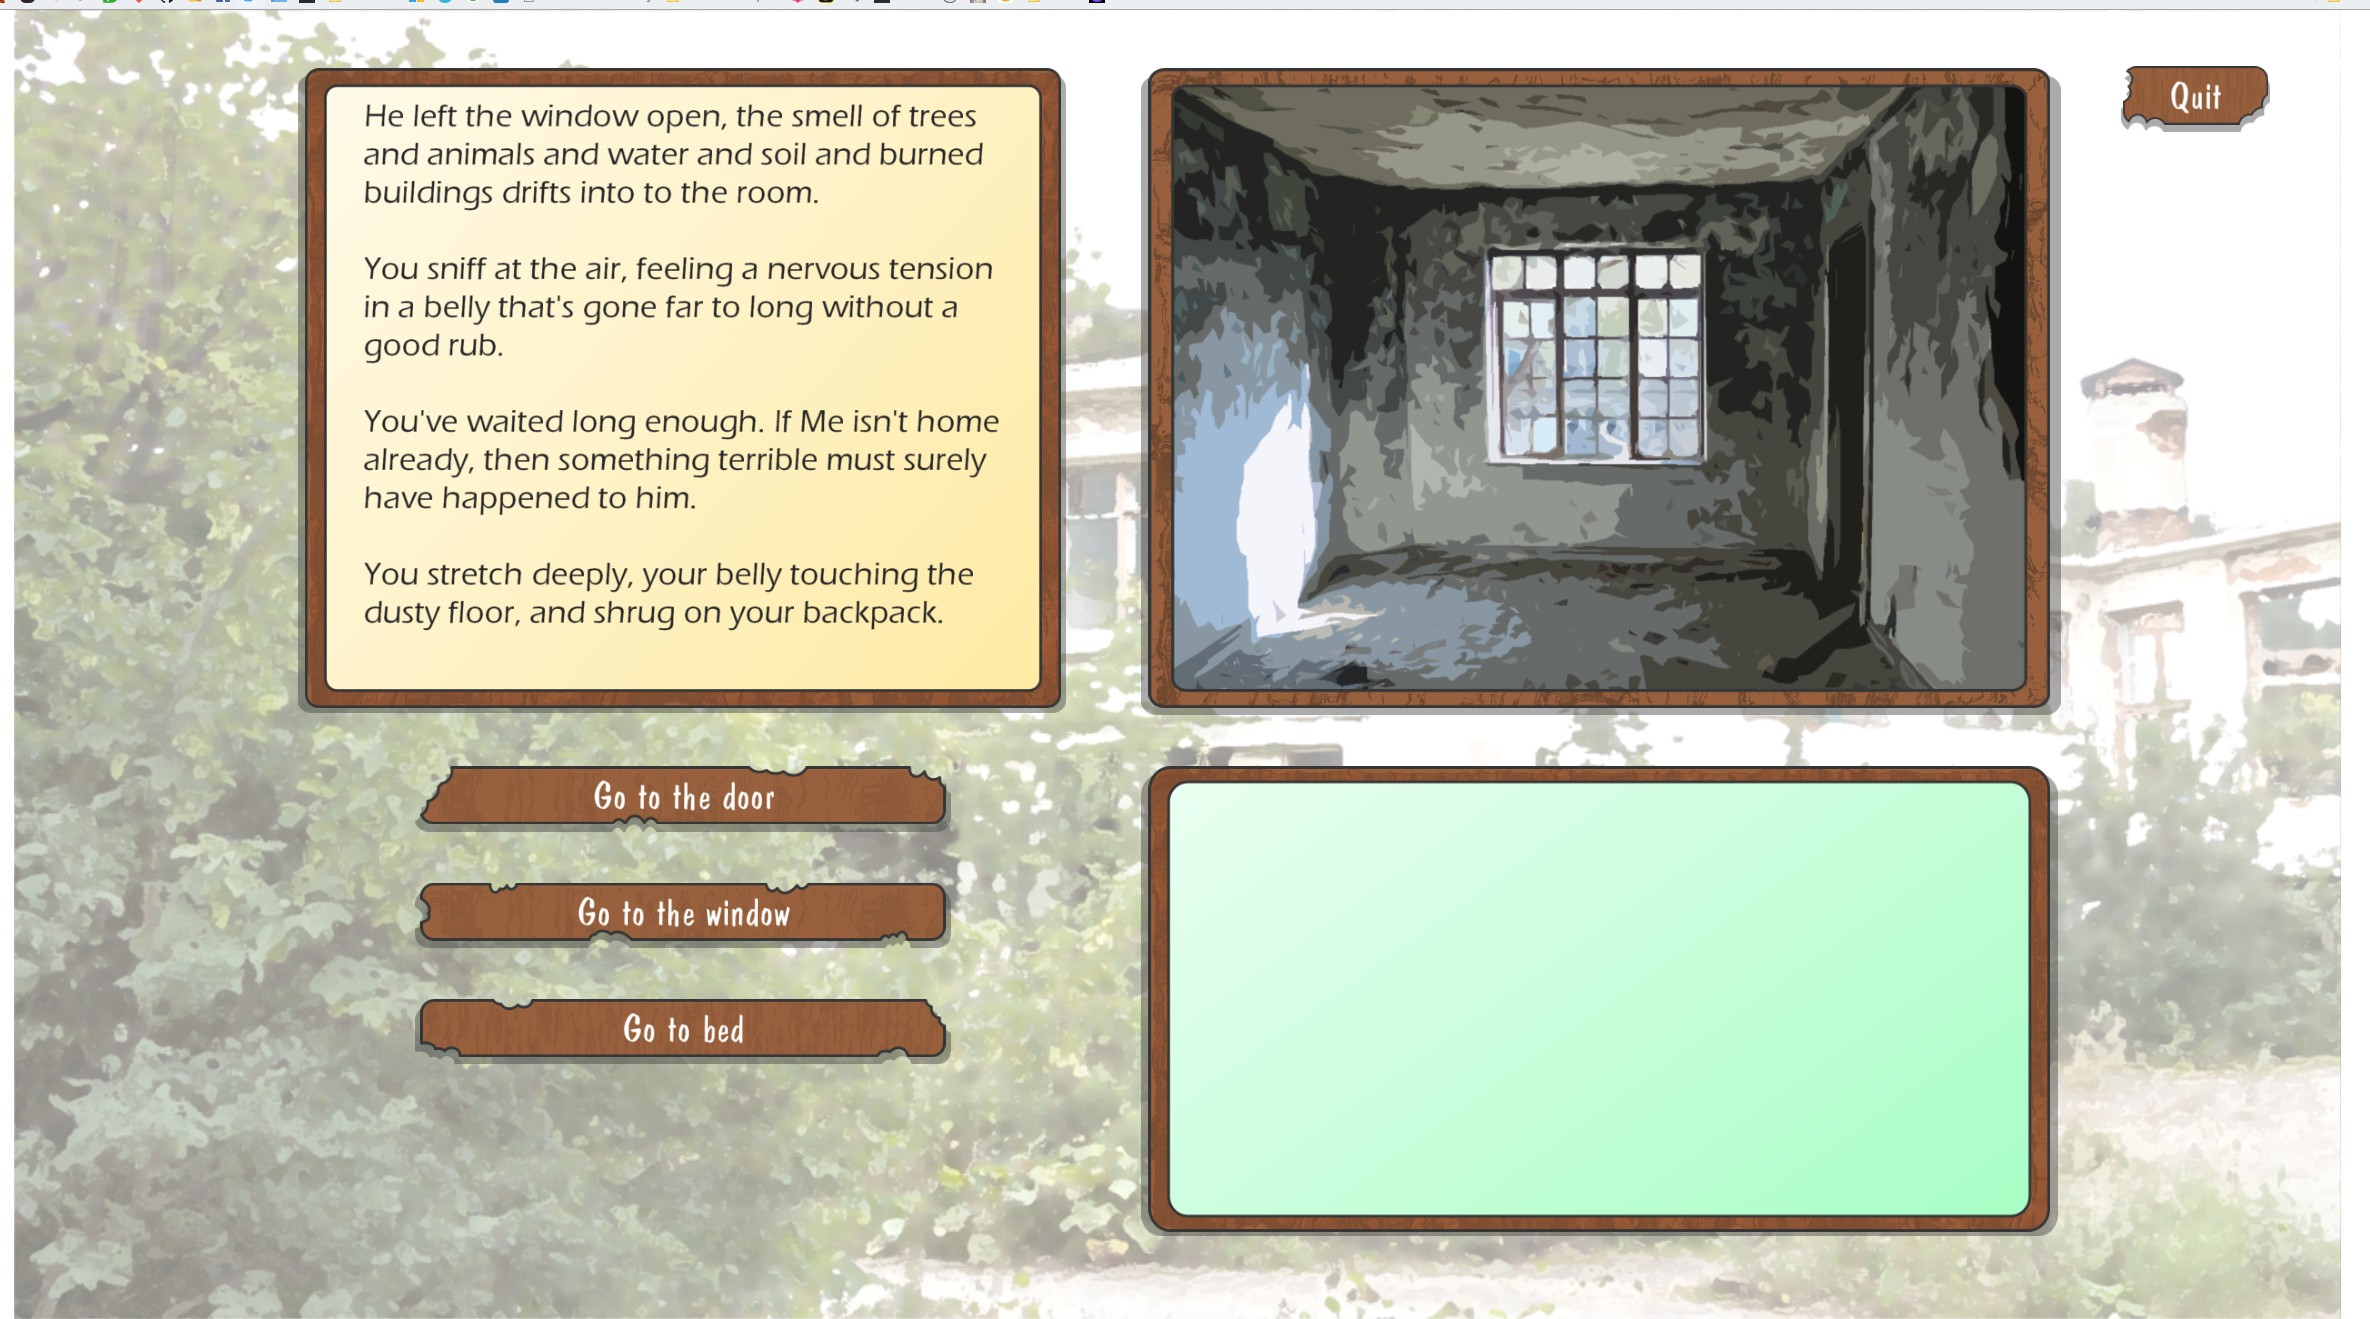 He left the window open, the smell of trees
and animals and water and soil and burned
buildings drifts into to the room.
You sniff at the air, feeling a nervous tension
in a belly that's gone far to long without a
good rub.
You've waited long enough. If Me isn't home
already, then something terrible must surely
have happened to him.
You stretch deeply, your belly touching the
dusty floor, and shrug on your backpack.
Quit
Go to the door
Go to the window
Go to bed